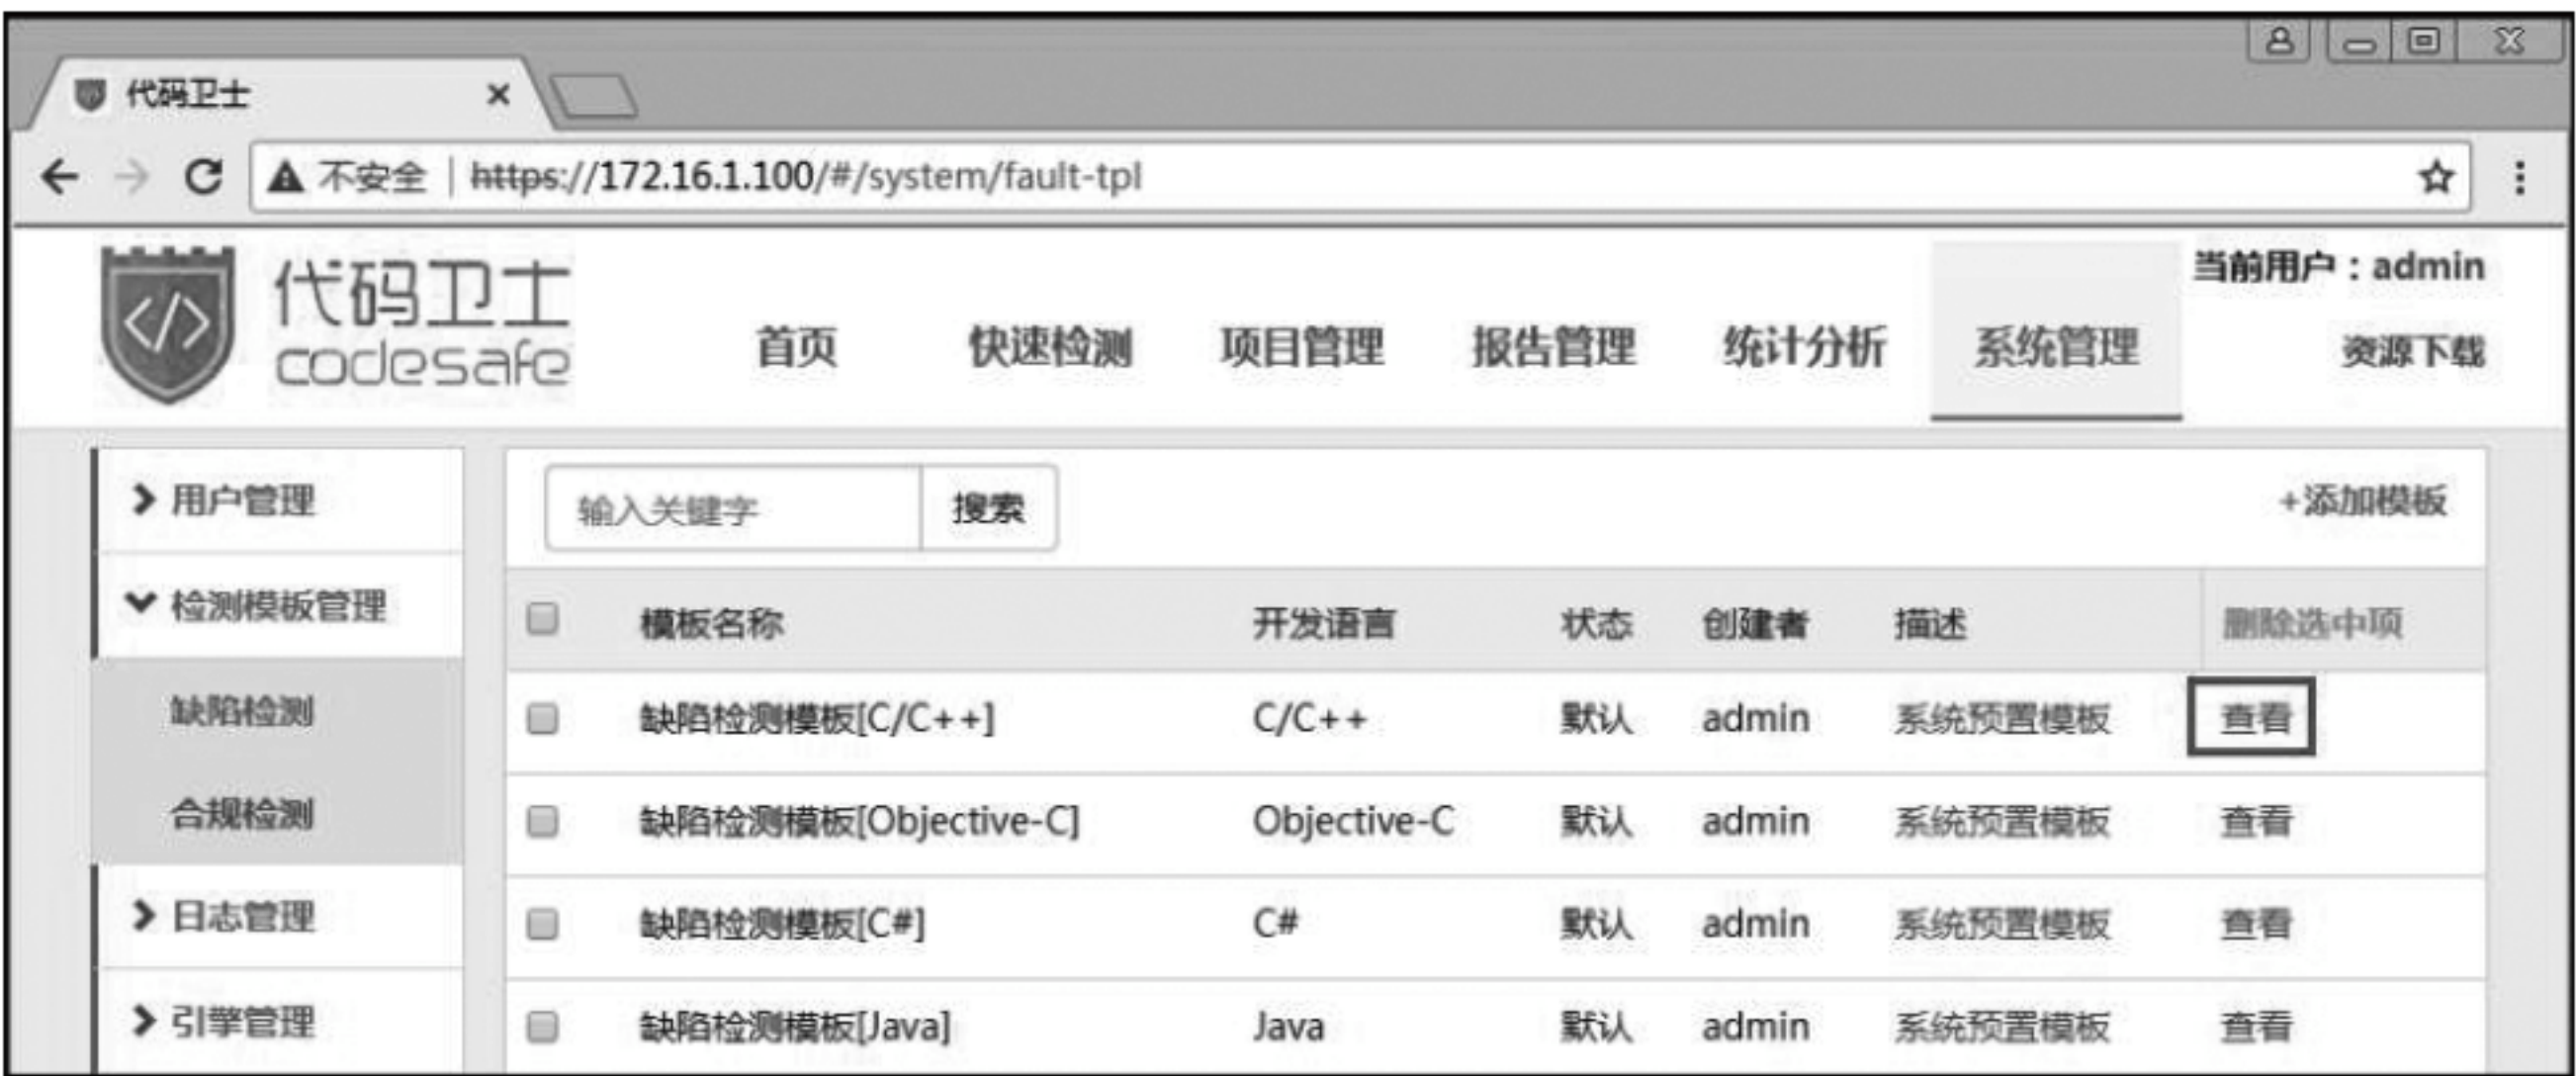 代码卫士
不安全 | https://172.16.1.100/#/system/fault-tpl
代码卫士
codesafe
首页 快速检测 项目管理 报告管理 统计分析 系统管理
当前用户：admin
资源下载
用户管理
检测模板管理
缺陷检测
合规检测
日志管理
引擎管理
输入关键字 搜索 +添加模板
模板名称 开发语言 状态 创建者 描述 删除选中项
缺陷检测模板[C/C++] C/C++ 默认 admin 系统预置模板 查看
缺陷检测模板[Objective-C] Objective-C 默认 admin 系统预置模板 查看
缺陷检测模板[C#] C# 默认 admin 系统预置模板 查看
缺陷检测模板[Java] Java 默认 admin 系统预置模板 查看